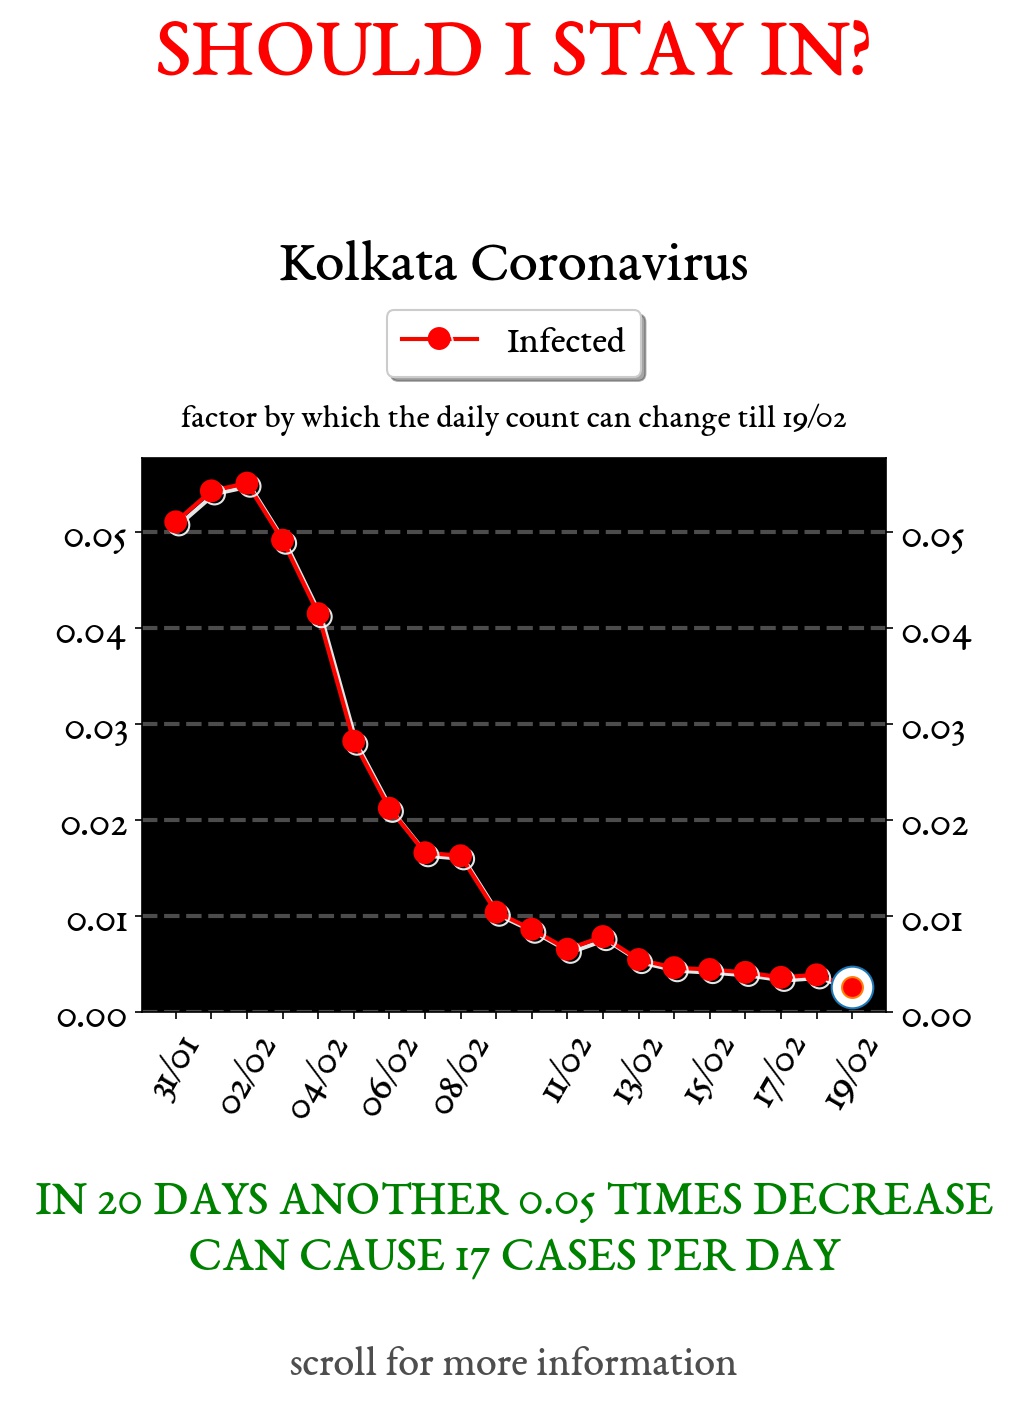 SHOULD I STAY IN?
Kolkata Coronavirus
Infected
factor by which the daily count can change till 19/02
0.05 0.05
0.04 0.04
0.03 0.03
0.02 0.02
0.01 0.01
0.00 0.00
31/01 02/02 04/02 06/02 08/02 11/02 13/02 15/02 17/02 19/02
IN 20 DAYS ANOTHER 0.05 TIMES DECREASE
CAN CAUSE 17 CASES PER DAY
scroll for more information